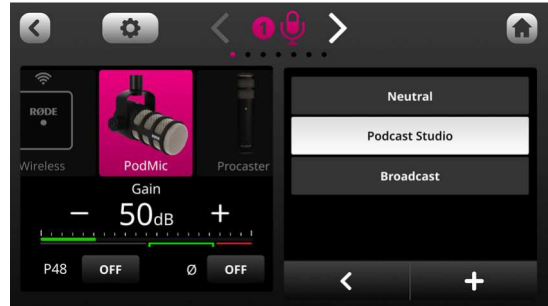 1
RØDE
Wireless
PodMic
Procaster
Gain
− 50dB +
P48 OFF Ø OFF
Neutral
Podcast Studio
Broadcast
+